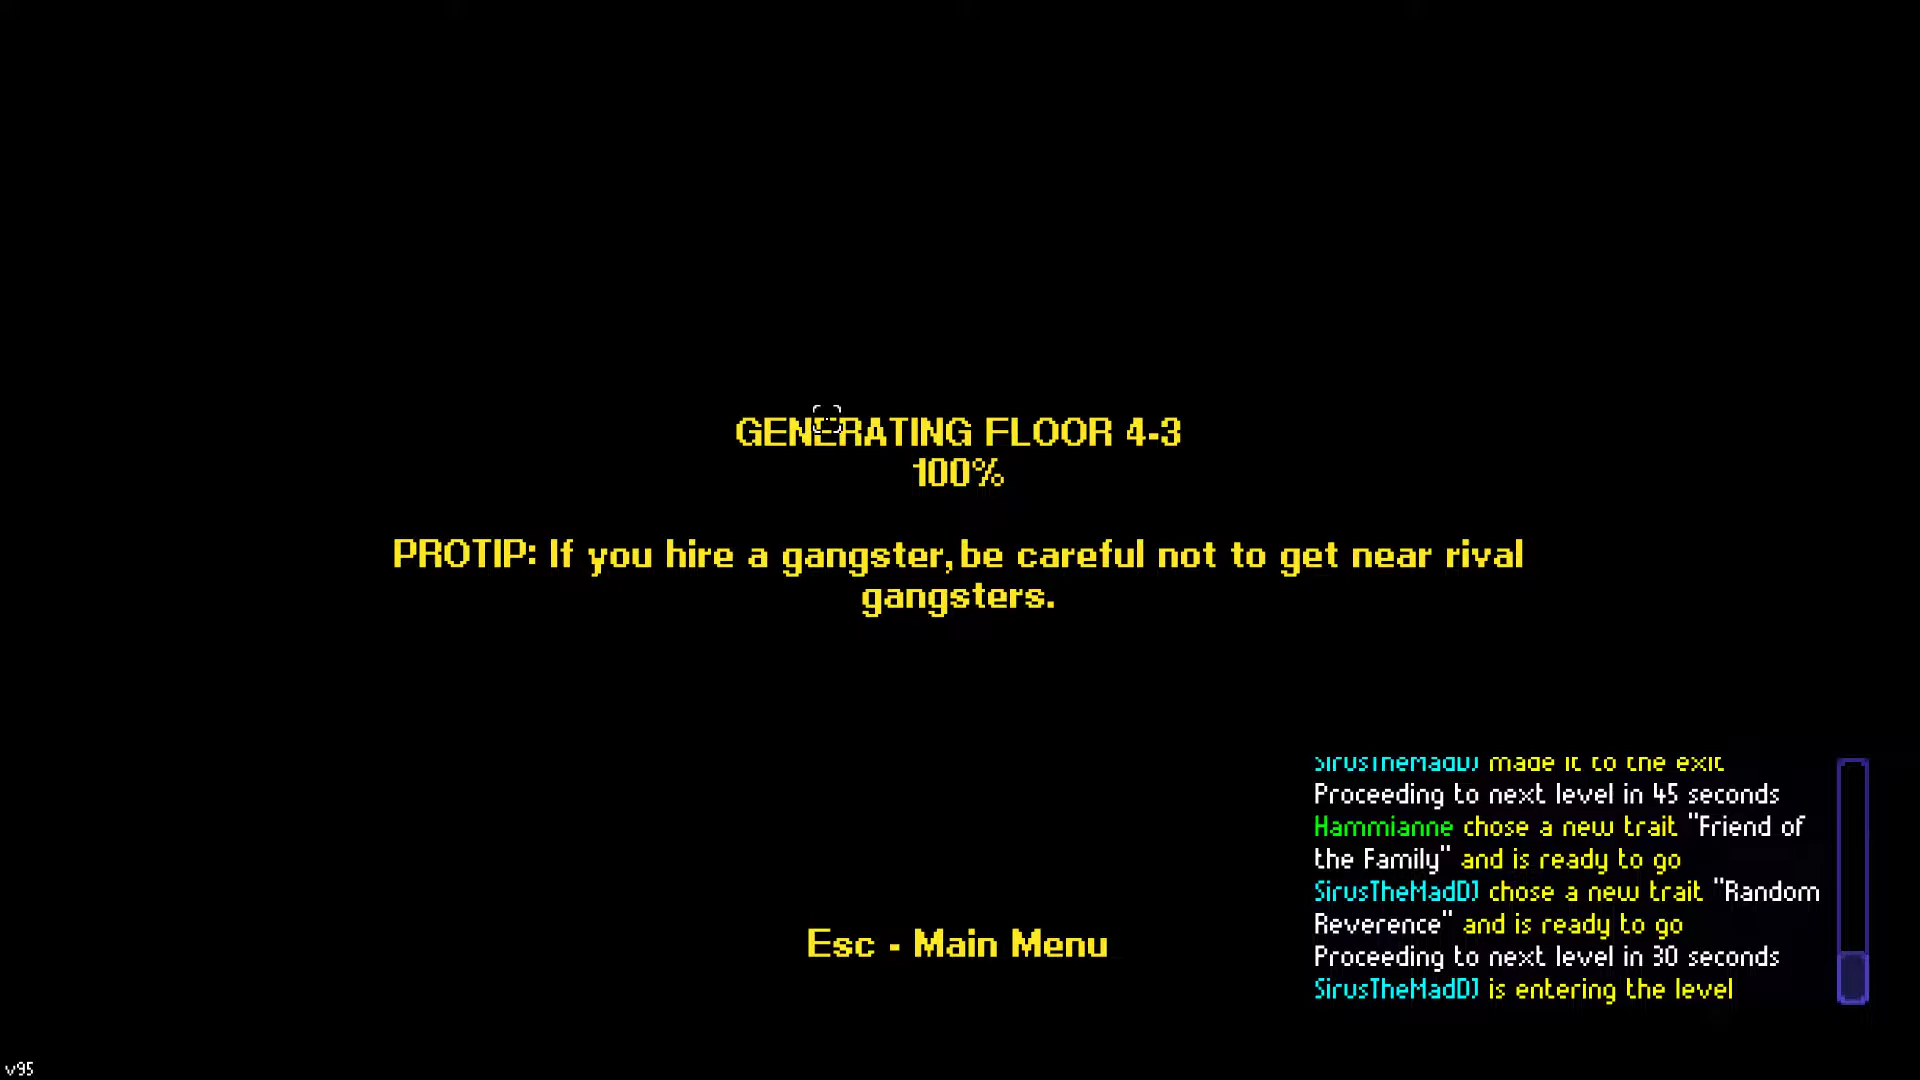 GENERATING FLOOR 4-3
100%
PROTIP: If you hire a gangster, be careful not to get near rival
gangsters.
Esc - Main Menu
SirusTheMadDJ made it to the exit
Proceeding to next level in 45 seconds
Hammianne chose a new trait "Friend of
the Family" and is ready to go
SirusTheMadDJ chose a new trait "Random
Reverence" and is ready to go
Proceeding to next level in 30 seconds
SirusTheMadDJ is entering the level
v95